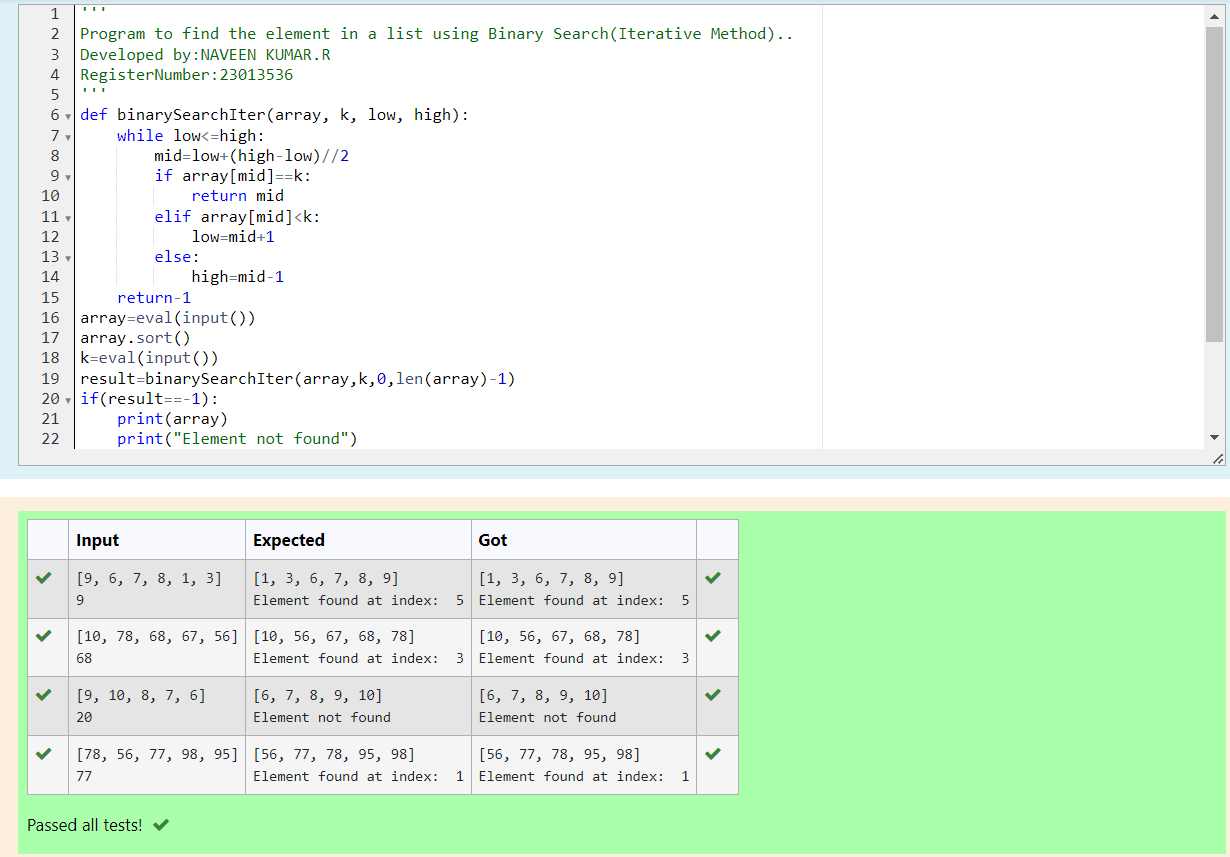 1 '''
2 Program to find the element in a list using Binary Search(Iterative Method)..
3 Developed by:NAVEEN KUMAR.R
4 RegisterNumber:23013536
5 '''
6 def binarySearchIter(array, k, low, high):
7     while low<=high:
8         mid=low+(high-low)//2
9         if array[mid]==k:
10             return mid
11         elif array[mid]<k:
12             low=mid+1
13         else:
14             high=mid-1
15     return-1
16 array=eval(input())
17 array.sort()
18 k=eval(input())
19 result=binarySearchIter(array,k,0,len(array)-1)
20 if(result==-1):
21     print(array)
22     print("Element not found")
Input Expected Got
[9, 6, 7, 8, 1, 3] [1, 3, 6, 7, 8, 9] [1, 3, 6, 7, 8, 9]
9 Element found at index:  5 Element found at index:  5
[10, 78, 68, 67, 56] [10, 56, 67, 68, 78] [10, 56, 67, 68, 78]
68 Element found at index:  3 Element found at index:  3
[9, 10, 8, 7, 6] [6, 7, 8, 9, 10] [6, 7, 8, 9, 10]
20 Element not found Element not found
[78, 56, 77, 98, 95] [56, 77, 78, 95, 98] [56, 77, 78, 95, 98]
77 Element found at index:  1 Element found at index:  1
Passed all tests!